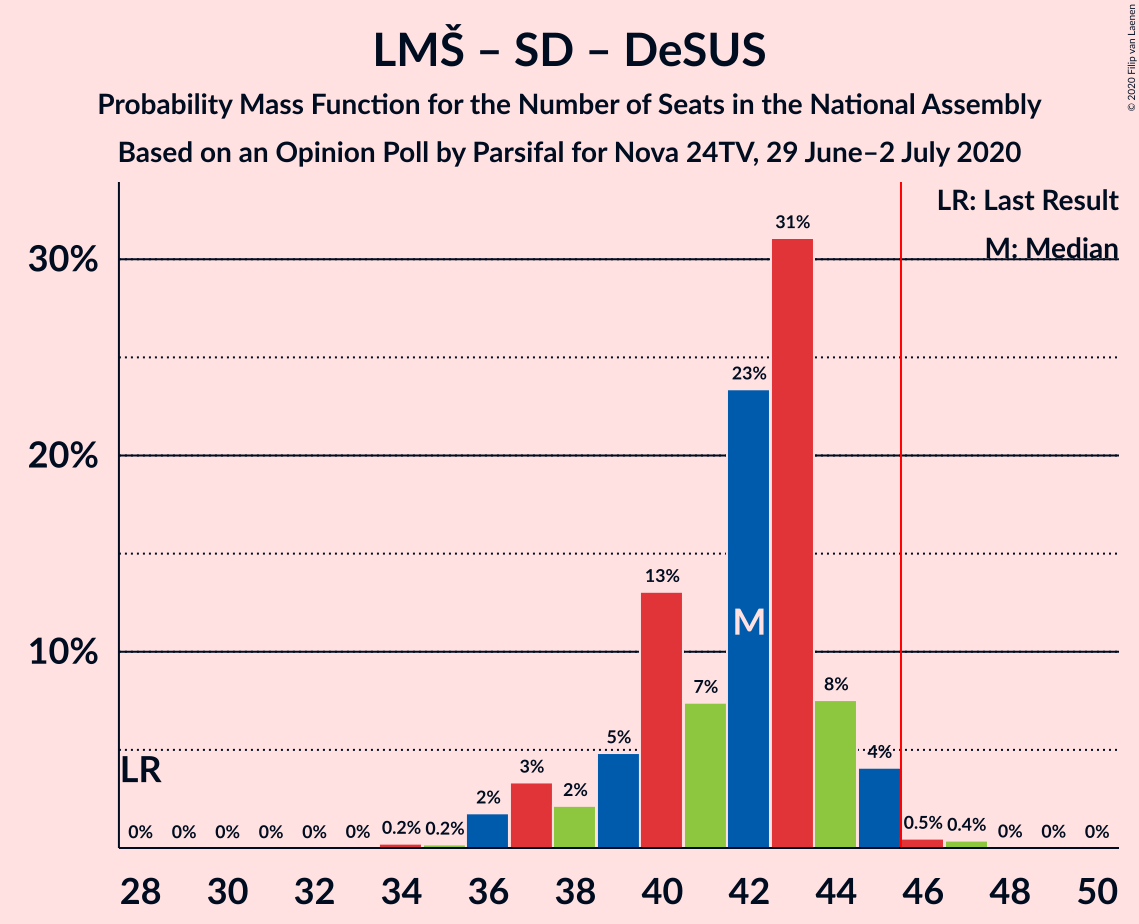 LMŠ – SD – DeSUS
Probability Mass Function for the Number of Seats in the National Assembly
Based on an Opinion Poll by Parsifal for Nova 24TV, 29 June–2 July 2020
© 2020 Filip van Laenen
LR: Last Result
M: Median
30%
20%
10%
31%
23%
13%
7%
8%
5%
4%
3%
2%
2%
0% 0% 0% 0% 0% 0% 0.2% 0.2% 0.5% 0.4% 0% 0% 0%
M
LR
28 30 32 34 36 38 40 42 44 46 48 50